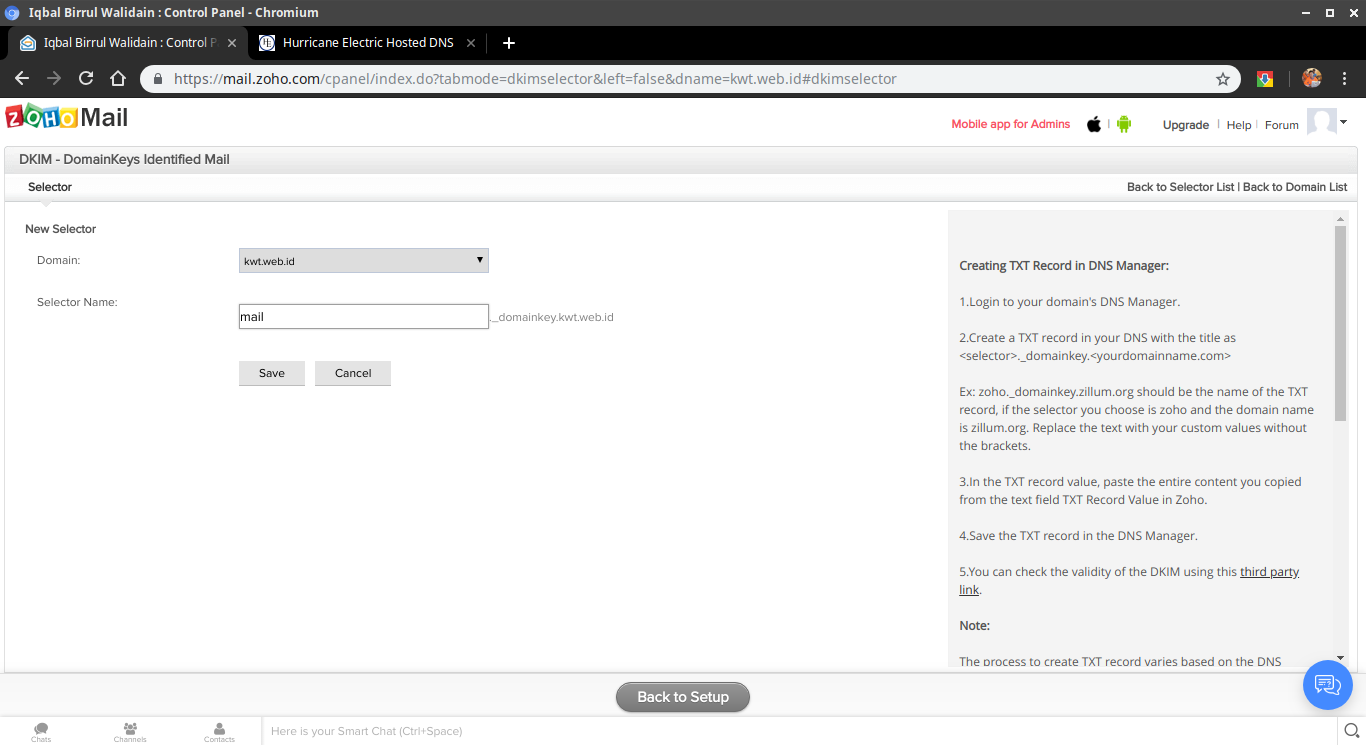 Iqbal Birrul Walidain : Control Panel - Chromium
Iqbal Birrul Walidain : Control P
Hurricane Electric Hosted DNS
https://mail.zoho.com/cpanel/index.do?tabmode=dkimselector&left=false&dname=kwt.web.id#dkimselector
ZOHO Mail
Mobile app for Admins
Upgrade | Help | Forum
DKIM - DomainKeys Identified Mail
Selector
Back to Selector List | Back to Domain List
New Selector
Domain:
kwt.web.id
Selector Name:
mail
._domainkey.kwt.web.id
Save
Cancel
Creating TXT Record in DNS Manager:
1.Login to your domain's DNS Manager.
2.Create a TXT record in your DNS with the title as
<selector>._domainkey.<yourdomainname.com>
Ex: zoho._domainkey.zillum.org should be the name of the TXT
record, if the selector you choose is zoho and the domain name
is zillum.org. Replace the text with your custom values without
the brackets.
3.In the TXT record value, paste the entire content you copied
from the text field TXT Record Value in Zoho.
4.Save the TXT record in the DNS Manager.
5.You can check the validity of the DKIM using this third party
link.
Note:
The process to create TXT record varies based on the DNS
Back to Setup
Chats
Channels
Contacts
Here is your Smart Chat (Ctrl+Space)